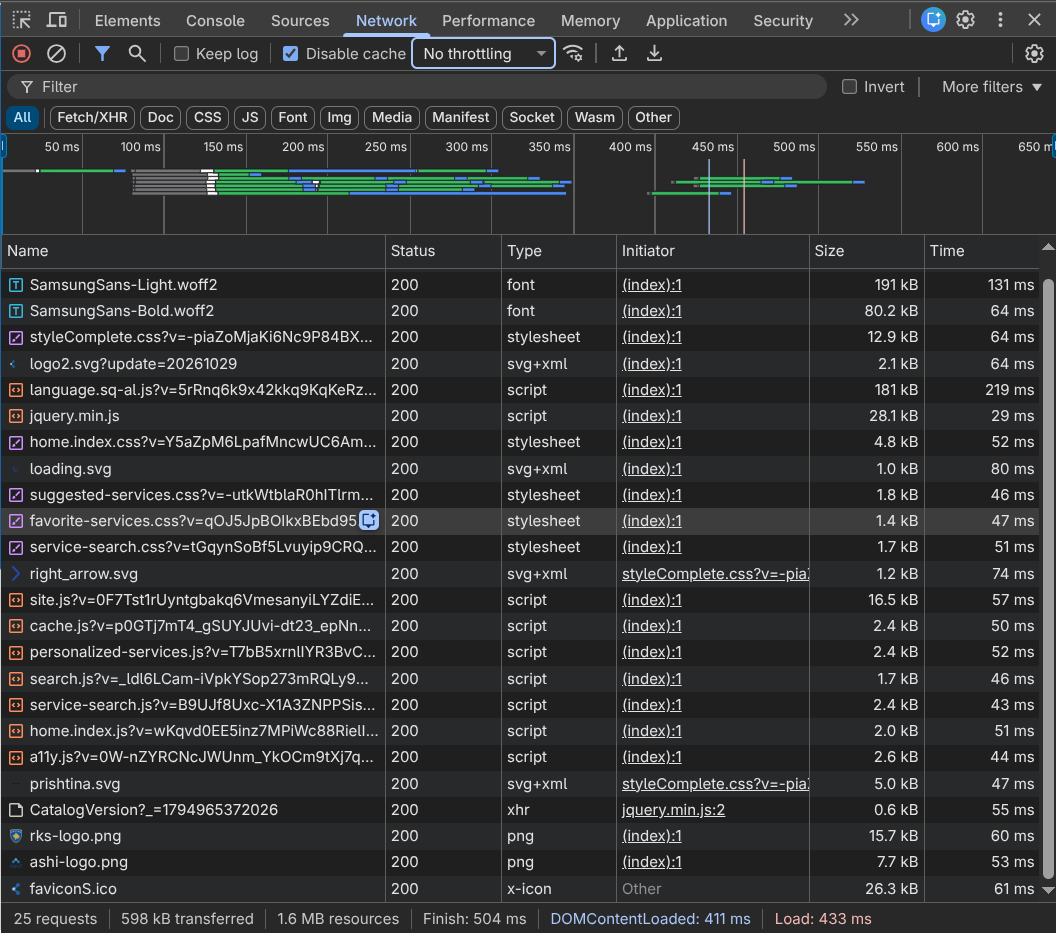 Elements Console Sources Network Performance Memory Application Security
Keep log Disable cache No throttling
Filter Invert More filters
All Fetch/XHR Doc CSS JS Font Img Media Manifest Socket Wasm Other
50 ms 100 ms 150 ms 200 ms 250 ms 300 ms 350 ms 400 ms 450 ms 500 ms 550 ms 600 ms 650 m
Name Status Type Initiator Size Time
SamsungSans-Light.woff2 200 font (index):1 191 kB 131 ms
SamsungSans-Bold.woff2 200 font (index):1 80.2 kB 64 ms
styleComplete.css?v=-piaZoMjaKi6Nc9P84BX... 200 stylesheet (index):1 12.9 kB 64 ms
logo2.svg?update=20261029 200 svg+xml (index):1 2.1 kB 64 ms
language.sq-al.js?v=5rRnq6k9x42kkq9KqKeRz... 200 script (index):1 181 kB 219 ms
jquery.min.js 200 script (index):1 28.1 kB 29 ms
home.index.css?v=Y5aZpM6LpafMncwUC6Am... 200 stylesheet (index):1 4.8 kB 52 ms
loading.svg 200 svg+xml (index):1 1.0 kB 80 ms
suggested-services.css?v=-utkWtblaR0hITlrm... 200 stylesheet (index):1 1.8 kB 46 ms
favorite-services.css?v=qOJ5JpBOIkxBEbd95 200 stylesheet (index):1 1.4 kB 47 ms
service-search.css?v=tGqynSoBf5Lvuyip9CRQ... 200 stylesheet (index):1 1.7 kB 51 ms
right_arrow.svg 200 svg+xml styleComplete.css?v=-pia 1.2 kB 74 ms
site.js?v=0F7Tst1rUyntgbakq6VmesanyiLYZdiE... 200 script (index):1 16.5 kB 57 ms
cache.js?v=p0GTj7mT4_gSUYJUvi-dt23_epNn... 200 script (index):1 2.4 kB 50 ms
personalized-services.js?v=T7bB5xrnlIYR3BvC... 200 script (index):1 2.4 kB 52 ms
search.js?v=_ldl6LCam-iVpkYSop273mRQLy9... 200 script (index):1 1.7 kB 46 ms
service-search.js?v=B9UJf8Uxc-X1A3ZNPPSis... 200 script (index):1 2.4 kB 43 ms
home.index.js?v=wKqvd0EE5inz7MPiWc88RielI... 200 script (index):1 2.0 kB 51 ms
a11y.js?v=0W-nZYRCNcJWUnm_YkOCm9tXj7q... 200 script (index):1 2.6 kB 44 ms
prishtina.svg 200 svg+xml styleComplete.css?v=-pia 5.0 kB 47 ms
CatalogVersion?_=1794965372026 200 xhr jquery.min.js:2 0.6 kB 55 ms
rks-logo.png 200 png (index):1 15.7 kB 60 ms
ashi-logo.png 200 png (index):1 7.7 kB 53 ms
faviconS.ico 200 x-icon Other 26.3 kB 61 ms
25 requests 598 kB transferred 1.6 MB resources Finish: 504 ms DOMContentLoaded: 411 ms Load: 433 ms